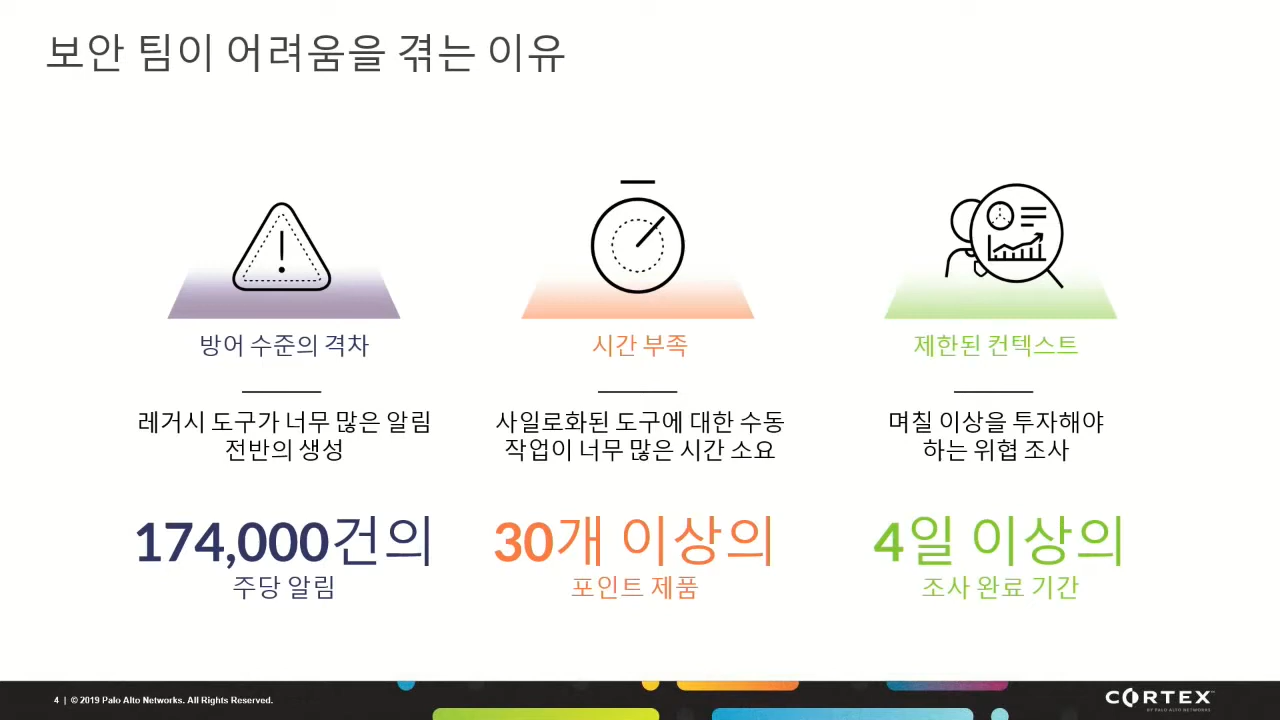 보안 팀이 어려움을 겪는 이유
방어 수준의 격차
레거시 도구가 너무 많은 알림
전반의 생성
174,000건의
주당 알림
시간 부족
사일로화된 도구에 대한 수동
작업이 너무 많은 시간 소요
30개 이상의
포인트 제품
제한된 컨텍스트
며칠 이상을 투자해야
하는 위협 조사
4일 이상의
조사 완료 기간
4 | © 2019 Palo Alto Networks. All Rights Reserved.
CORTEX™
BY PALO ALTO NETWORKS